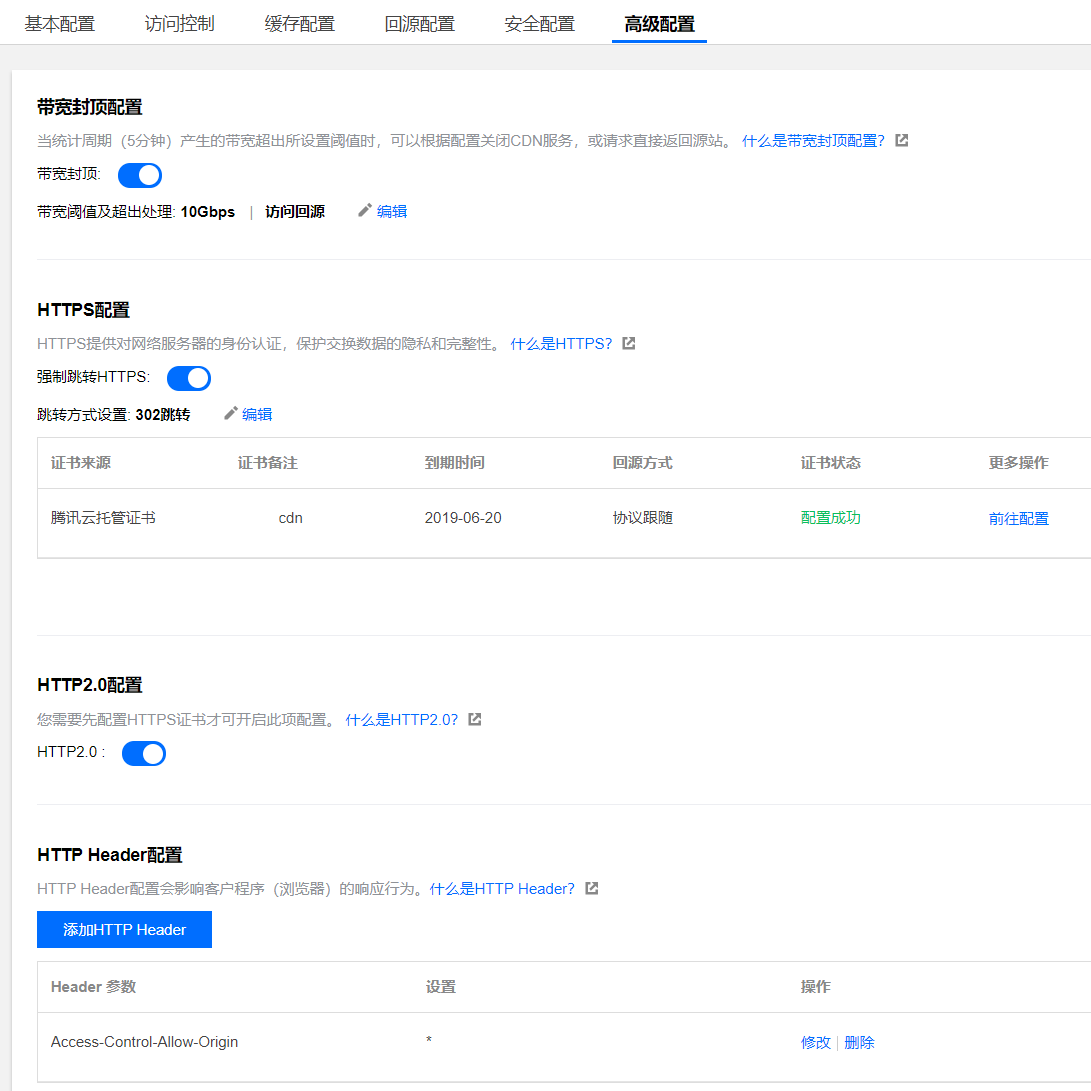 基本配置 访问控制 缓存配置 回源配置 安全配置 高级配置
带宽封顶配置
当统计周期（5分钟）产生的带宽超出所设置阈值时，可以根据配置关闭CDN服务，或请求直接返回源站。 什么是带宽封顶配置?
带宽封顶:
带宽阈值及超出处理: 10Gbps | 访问回源 编辑
HTTPS配置
HTTPS提供对网络服务器的身份认证，保护交换数据的隐私和完整性。 什么是HTTPS?
强制跳转HTTPS:
跳转方式设置: 302跳转 编辑
证书来源 证书备注 到期时间 回源方式 证书状态 更多操作
腾讯云托管证书 cdn 2019-06-20 协议跟随 配置成功 前往配置
HTTP2.0配置
您需要先配置HTTPS证书才可开启此项配置。 什么是HTTP2.0?
HTTP2.0 :
HTTP Header配置
HTTP Header配置会影响客户程序（浏览器）的响应行为。什么是HTTP Header?
添加HTTP Header
Header 参数 设置 操作
Access-Control-Allow-Origin * 修改 | 删除